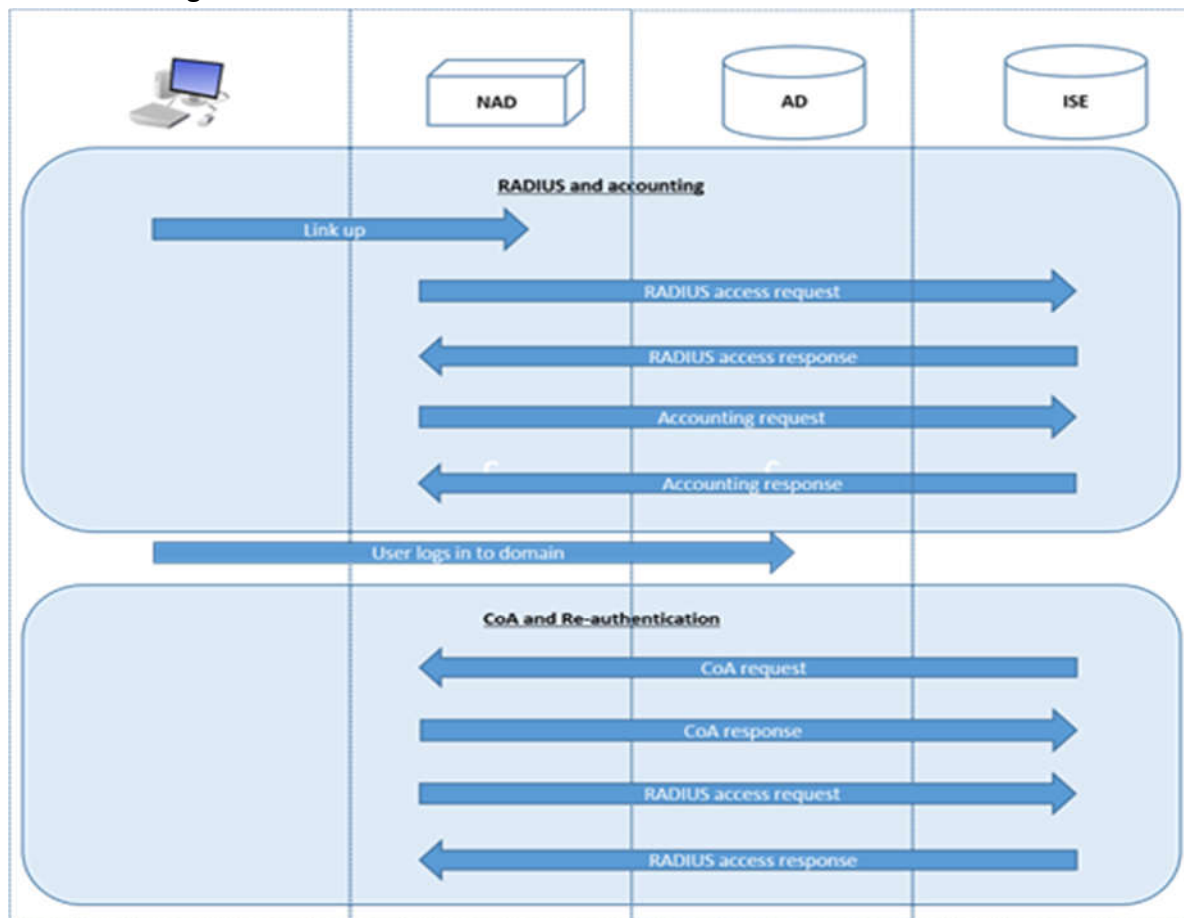 NAD
AD
ISE
RADIUS and accounting
Link up
RADIUS access request
RADIUS access response
Accounting request
Accounting response
User logs in to domain
CoA and Re-authentication
CoA request
CoA response
RADIUS access request
RADIUS access response